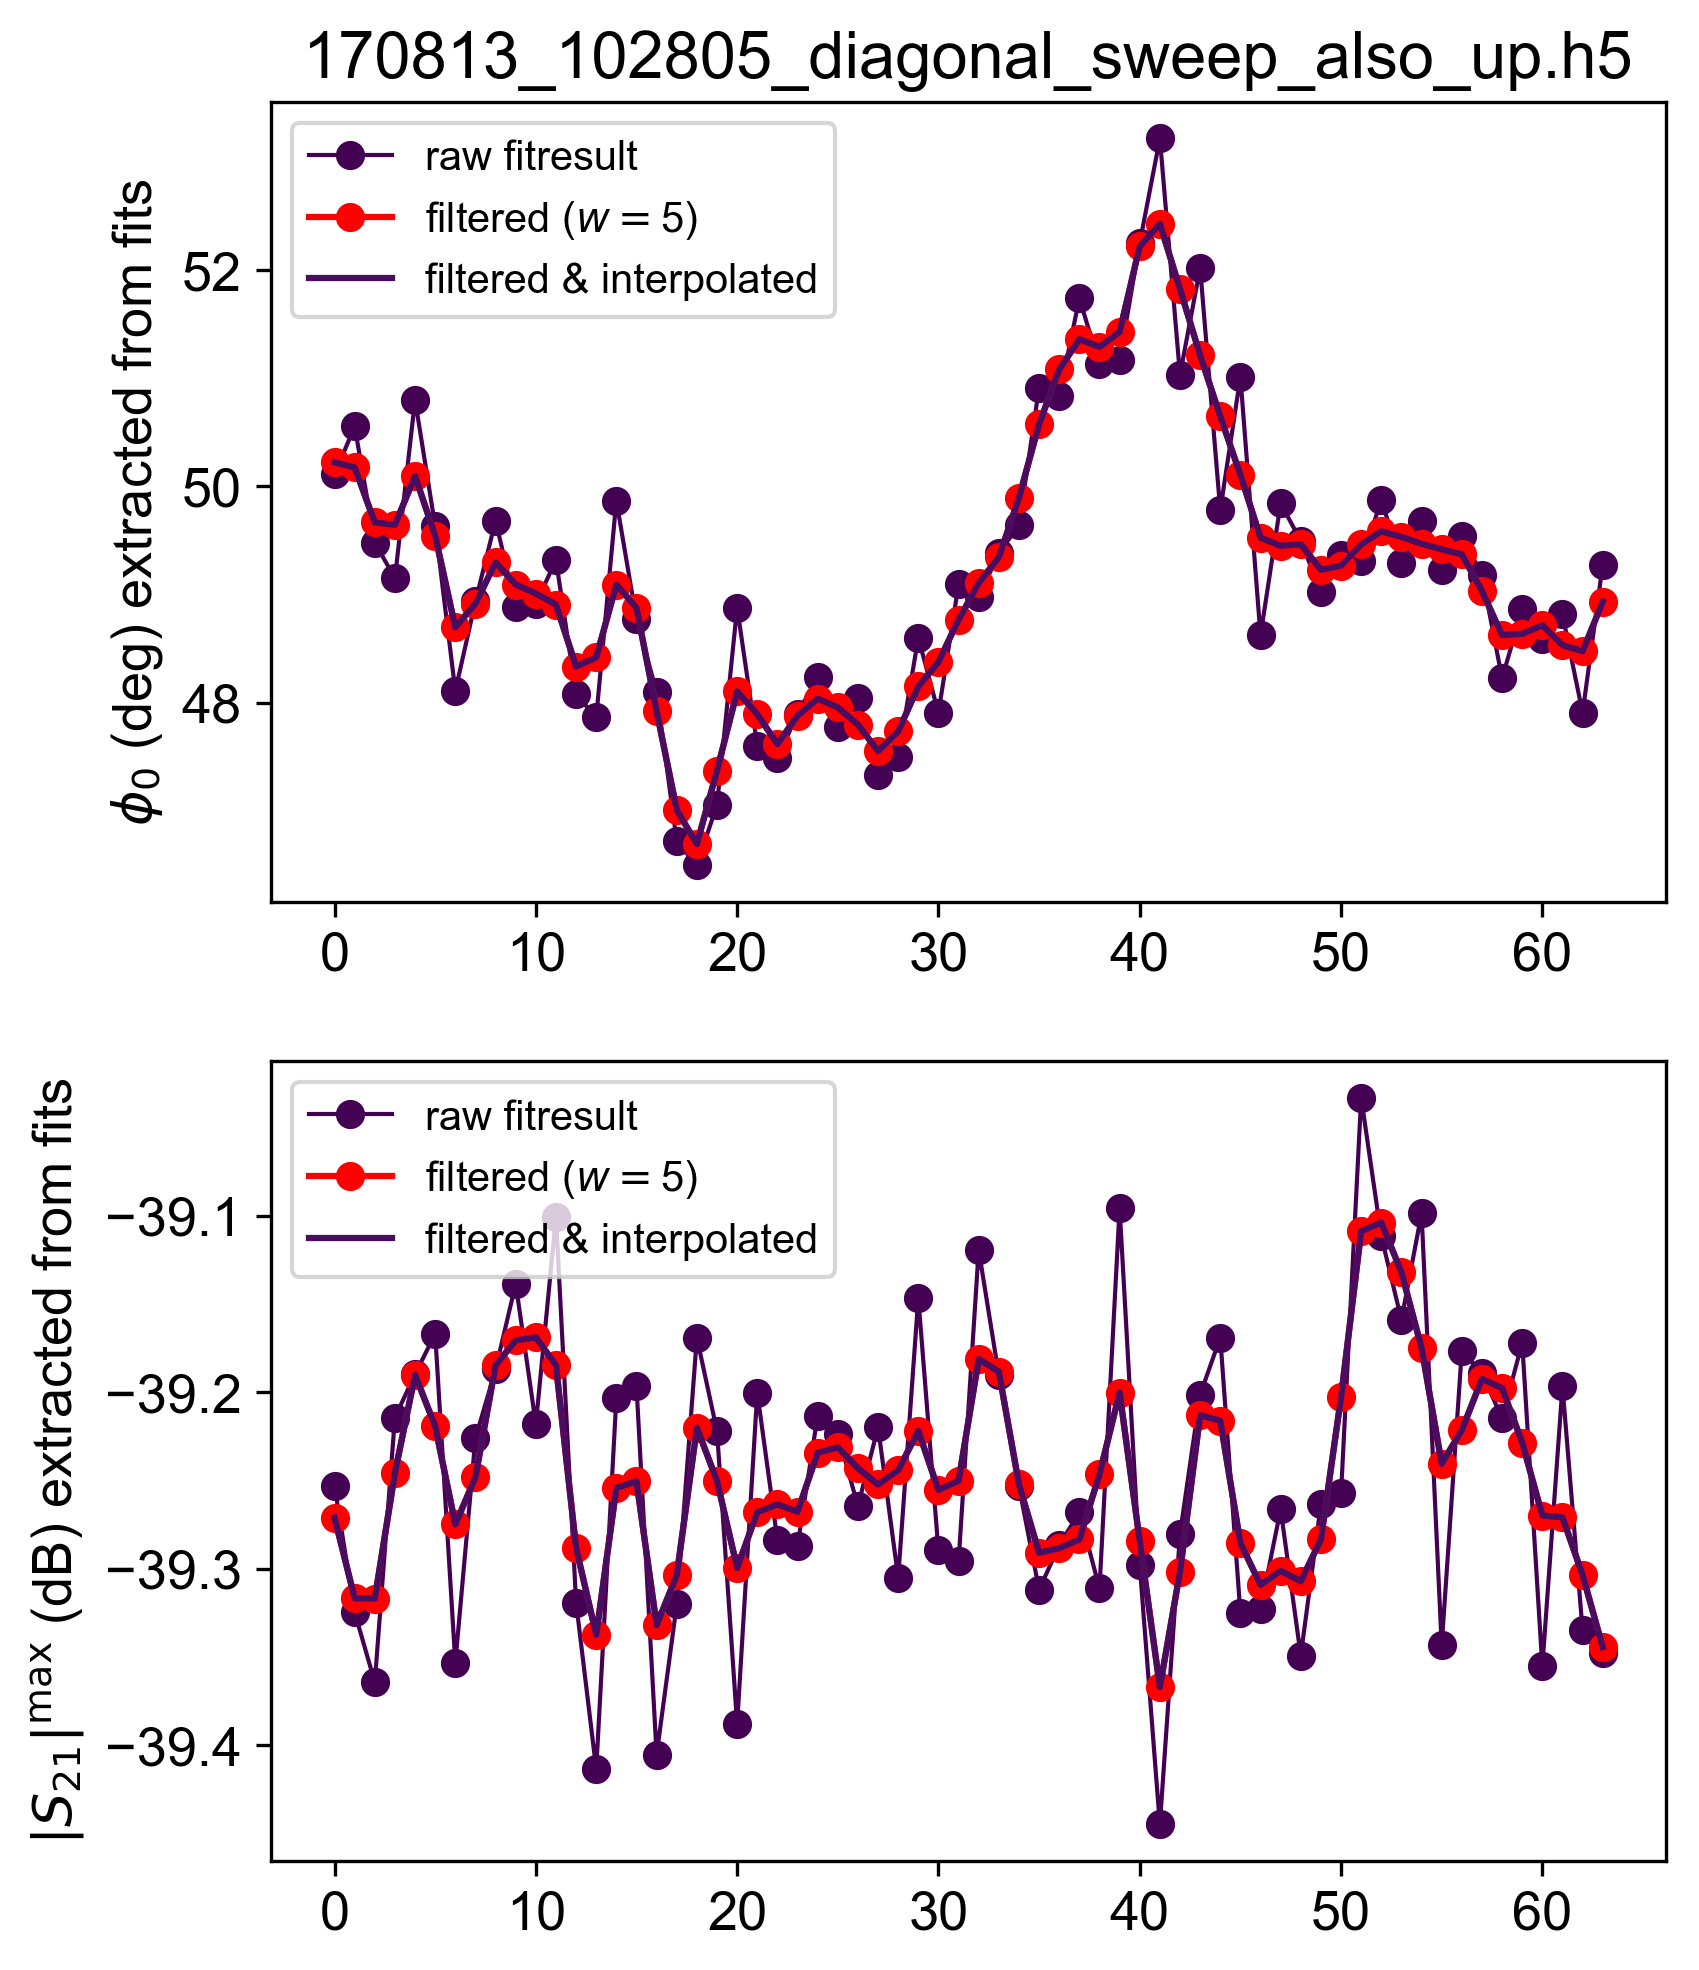 170813_102805_diagonal_sweep_also_up.h5
raw fitresult
filtered (w = 5)
filtered & interpolated
ϕ₀ (deg) extracted from fits
52
50
48
0 10 20 30 40 50 60
raw fitresult
filtered (w = 5)
filtered & interpolated
|S₂₁|ᵐᵃˣ (dB) extracted from fits
−39.1
−39.2
−39.3
−39.4
0 10 20 30 40 50 60